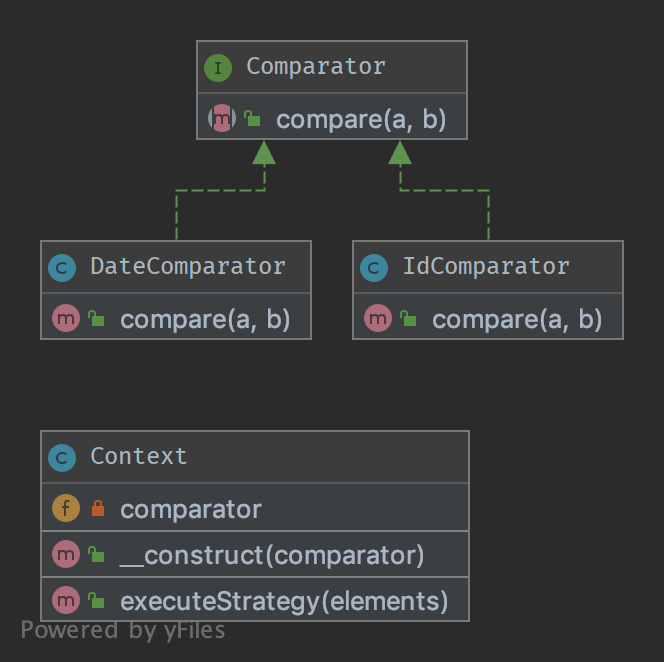 I Comparator
m compare(a, b)
C DateComparator
m compare(a, b)
C IdComparator
m compare(a, b)
C Context
f comparator
m __construct(comparator)
m executeStrategy(elements)
Powered by yFiles